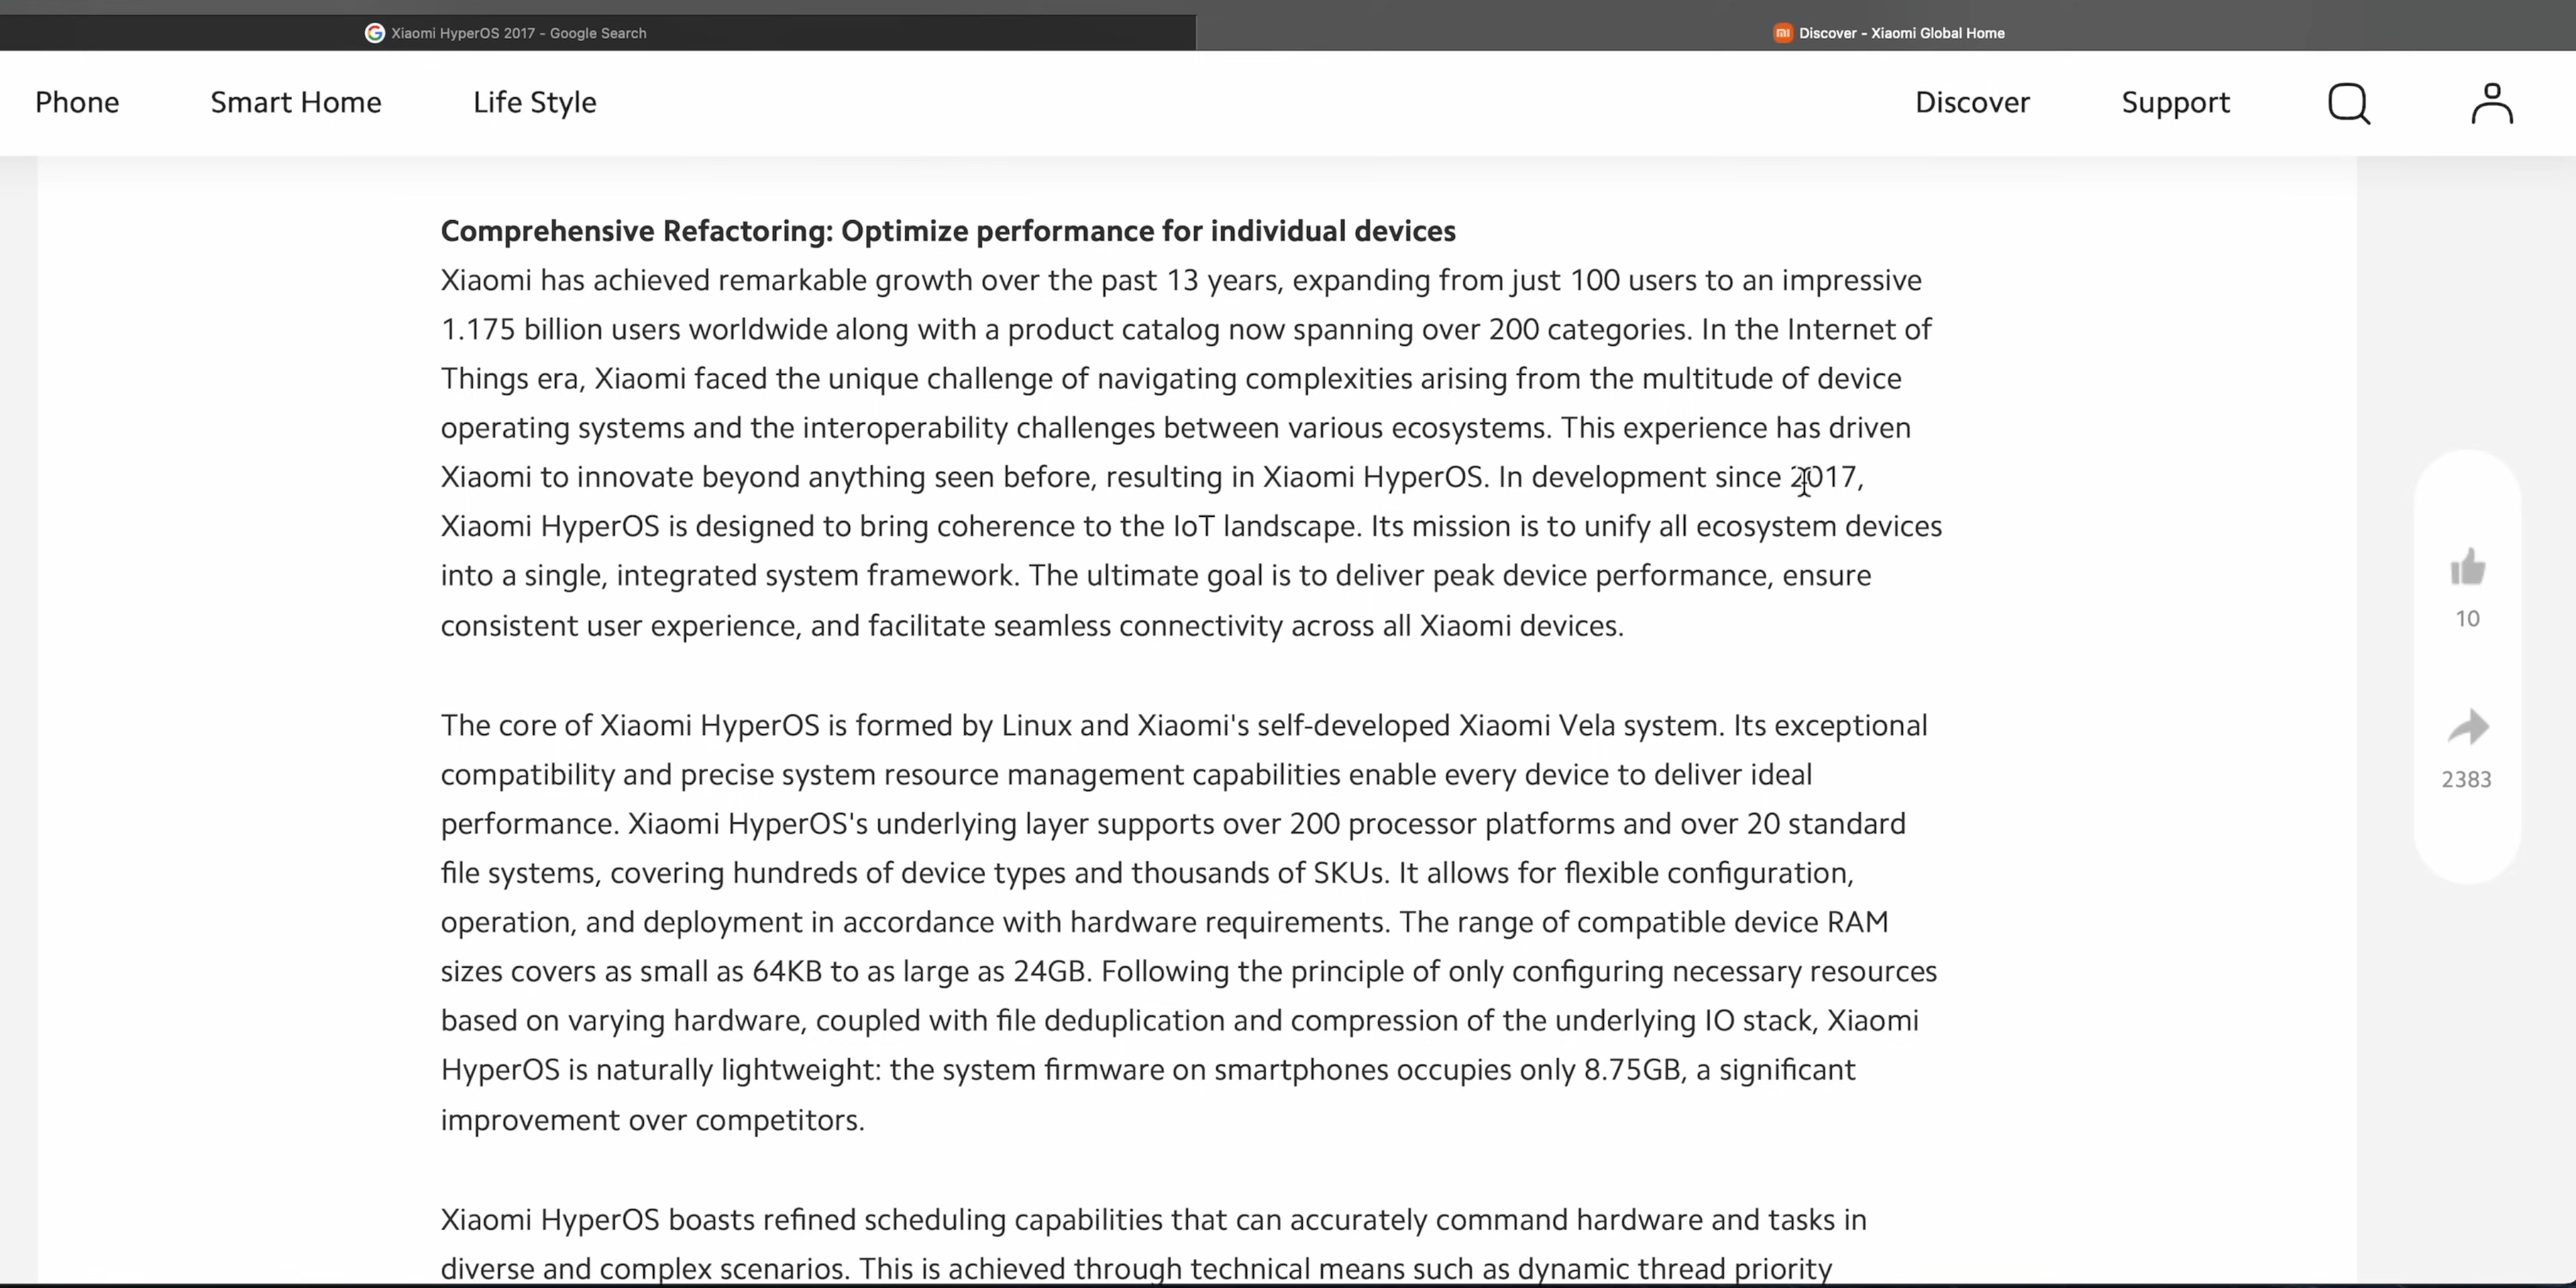 Xiaomi HyperOS 2017 - Google Search
Discover - Xiaomi Global Home
Phone
Smart Home
Life Style
Discover
Support
Comprehensive Refactoring: Optimize performance for individual devices
Xiaomi has achieved remarkable growth over the past 13 years, expanding from just 100 users to an impressive
1.175 billion users worldwide along with a product catalog now spanning over 200 categories. In the Internet of
Things era, Xiaomi faced the unique challenge of navigating complexities arising from the multitude of device
operating systems and the interoperability challenges between various ecosystems. This experience has driven
Xiaomi to innovate beyond anything seen before, resulting in Xiaomi HyperOS. In development since 2017,
Xiaomi HyperOS is designed to bring coherence to the IoT landscape. Its mission is to unify all ecosystem devices
into a single, integrated system framework. The ultimate goal is to deliver peak device performance, ensure
consistent user experience, and facilitate seamless connectivity across all Xiaomi devices.
The core of Xiaomi HyperOS is formed by Linux and Xiaomi's self-developed Xiaomi Vela system. Its exceptional
compatibility and precise system resource management capabilities enable every device to deliver ideal
performance. Xiaomi HyperOS's underlying layer supports over 200 processor platforms and over 20 standard
file systems, covering hundreds of device types and thousands of SKUs. It allows for flexible configuration,
operation, and deployment in accordance with hardware requirements. The range of compatible device RAM
sizes covers as small as 64KB to as large as 24GB. Following the principle of only configuring necessary resources
based on varying hardware, coupled with file deduplication and compression of the underlying IO stack, Xiaomi
HyperOS is naturally lightweight: the system firmware on smartphones occupies only 8.75GB, a significant
improvement over competitors.
Xiaomi HyperOS boasts refined scheduling capabilities that can accurately command hardware and tasks in
diverse and complex scenarios. This is achieved through technical means such as dynamic thread priority
10
2383